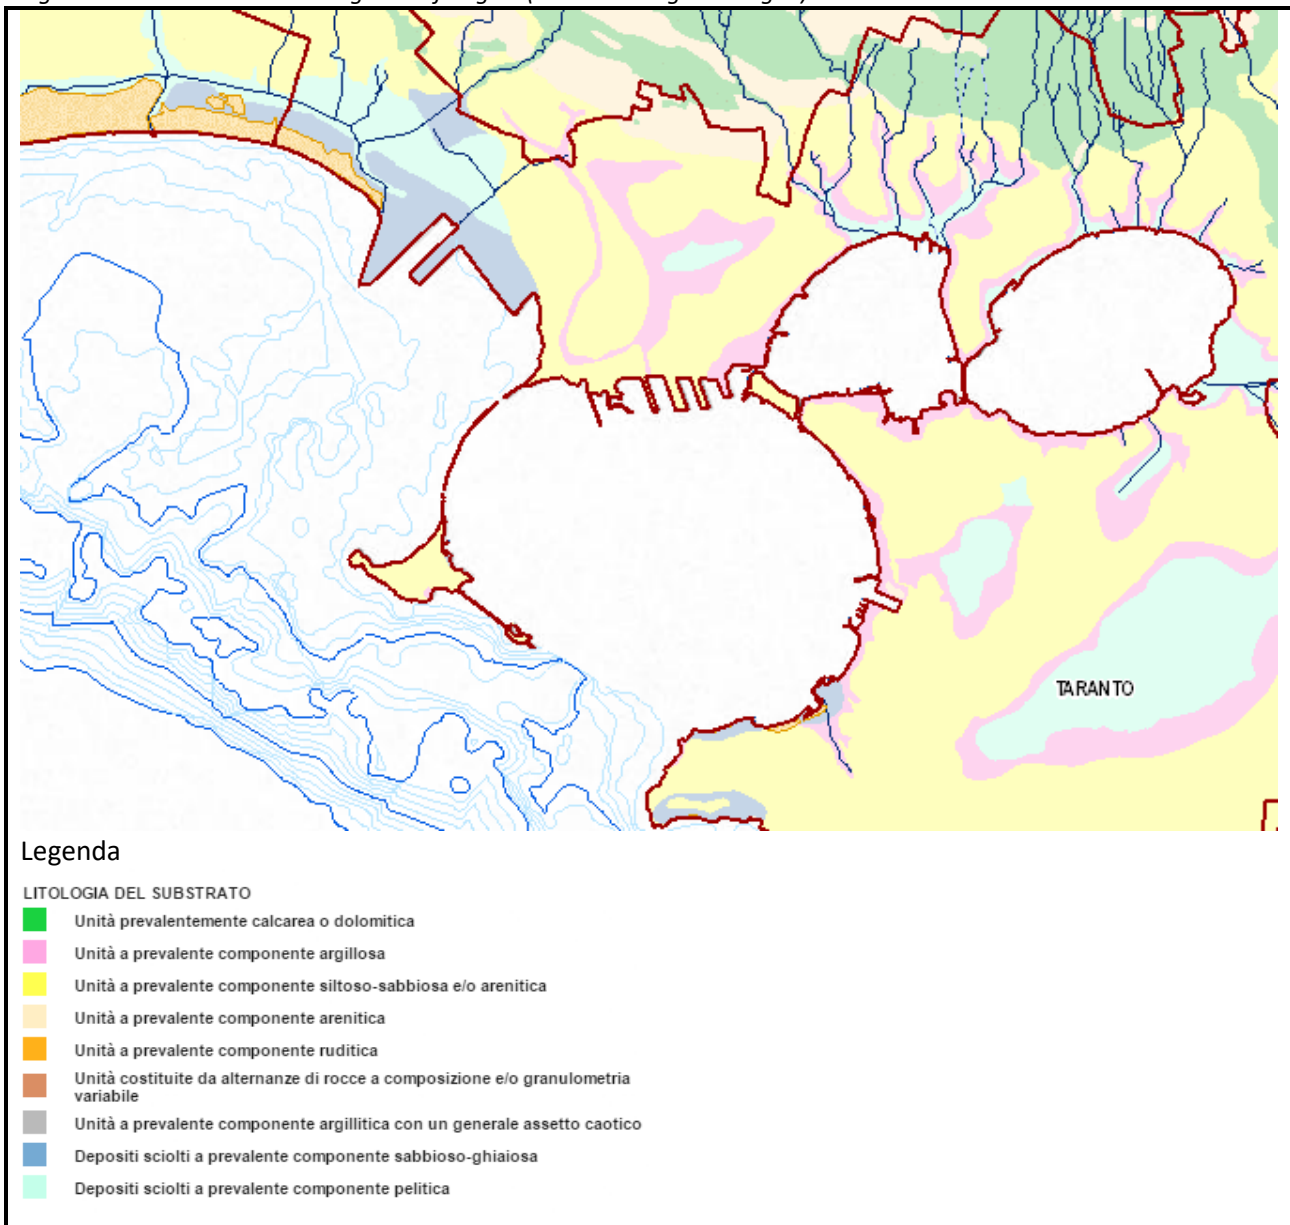 TARANTO
Legenda
LITOLOGIA DEL SUBSTRATO
Unità prevalentemente calcarea o dolomitica
Unità a prevalente componente argillosa
Unità a prevalente componente siltoso-sabbiosa e/o arenitica
Unità a prevalente componente arenitica
Unità a prevalente componente ruditica
Unità costituite da alternanze di rocce a composizione e/o granulometria
variabile
Unità a prevalente componente argillitica con un generale assetto caotico
Depositi sciolti a prevalente componente sabbioso-ghiaiosa
Depositi sciolti a prevalente componente pelitica